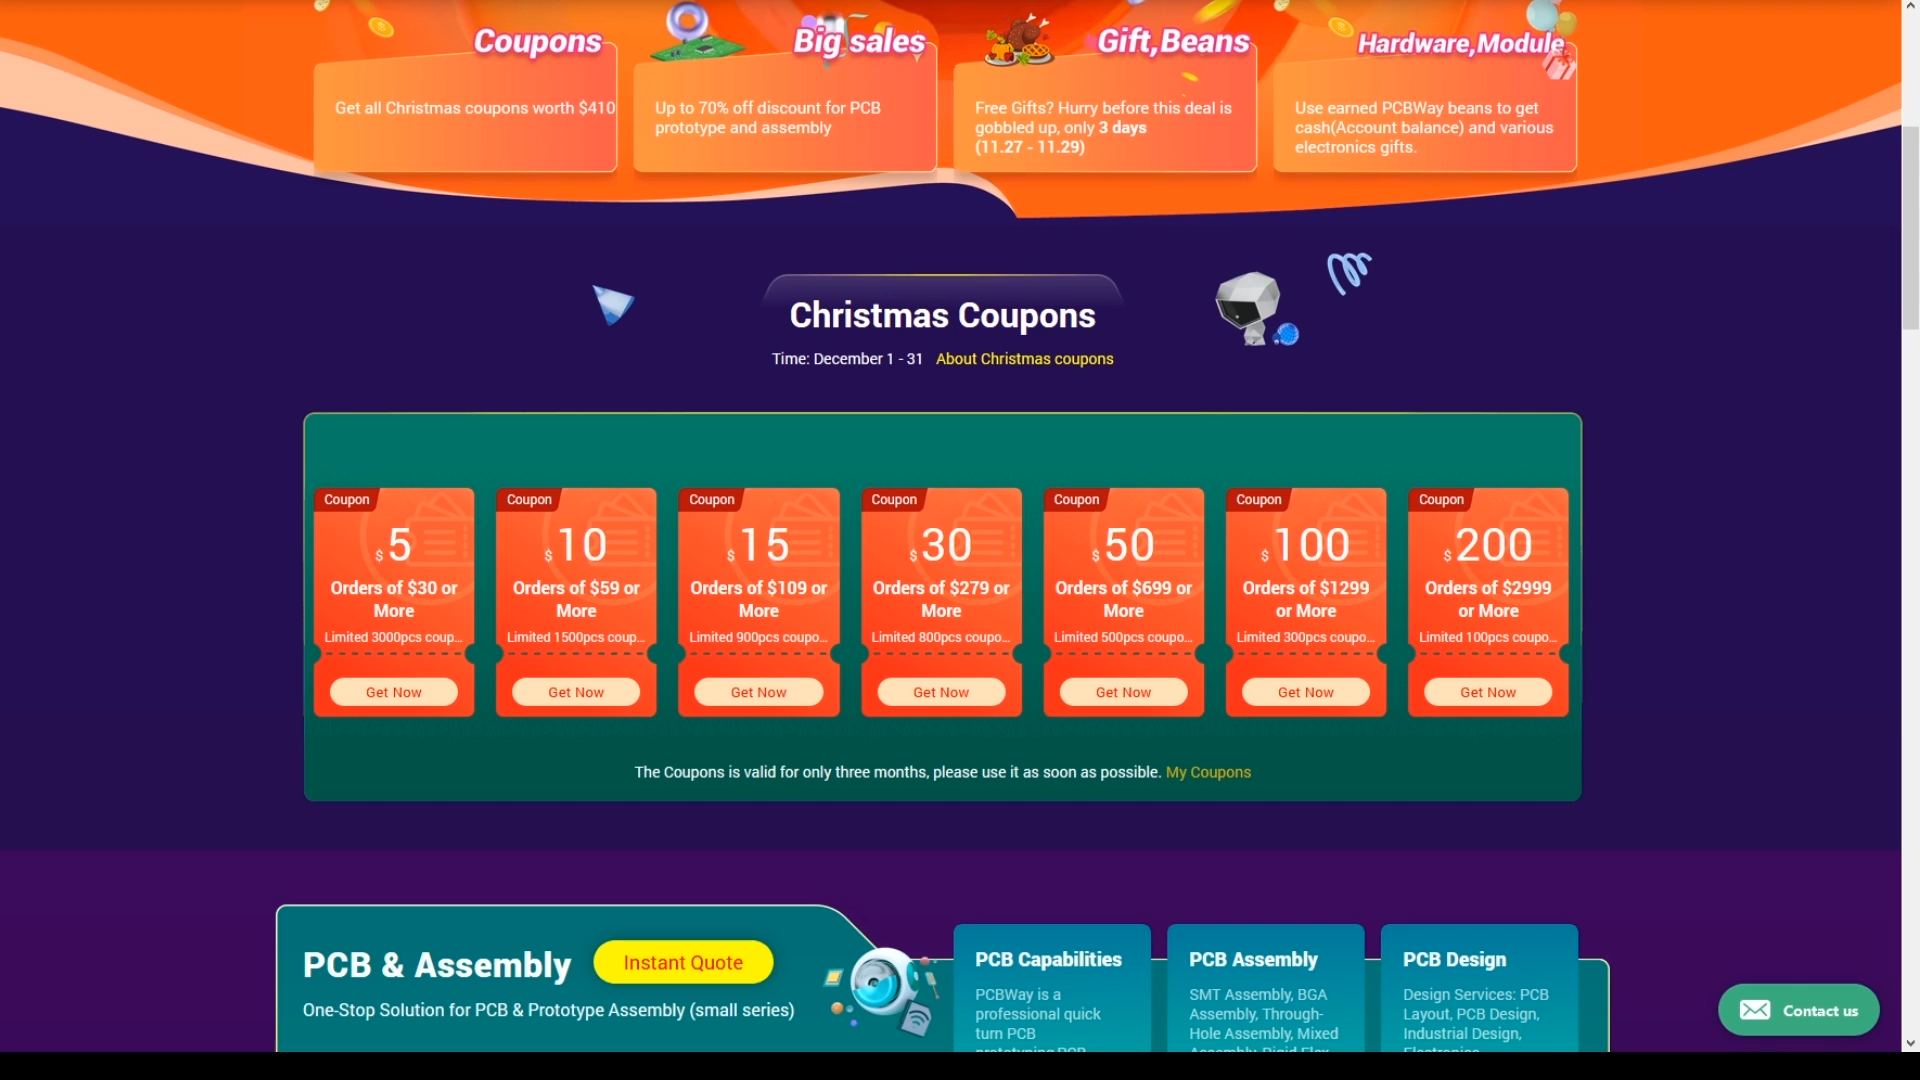 Coupons
Get all Christmas coupons worth $410
Big sales
Up to 70% off discount for PCB
prototype and assembly
Gift,Beans
Free Gifts? Hurry before this deal is
gobbled up, only 3 days
(11.27 - 11.29)
Hardware,Module
Use earned PCBWay beans to get
cash(Account balance) and various
electronics gifts.
Christmas Coupons
Time: December 1 - 31 About Christmas coupons
Coupon
$5
Orders of $30 or
More
Limited 3000pcs coup...
Get Now
Coupon
$10
Orders of $59 or
More
Limited 1500pcs coup...
Get Now
Coupon
$15
Orders of $109 or
More
Limited 900pcs coupo...
Get Now
Coupon
$30
Orders of $279 or
More
Limited 800pcs coupo...
Get Now
Coupon
$50
Orders of $699 or
More
Limited 500pcs coupo...
Get Now
Coupon
$100
Orders of $1299
or More
Limited 300pcs coupo...
Get Now
Coupon
$200
Orders of $2999
or More
Limited 100pcs coupo...
Get Now
The Coupons is valid for only three months, please use it as soon as possible. My Coupons
PCB & Assembly
Instant Quote
One-Stop Solution for PCB & Prototype Assembly (small series)
PCB Capabilities
PCBWay is a
professional quick
turn PCB
PCB Assembly
SMT Assembly, BGA
Assembly, Through-
Hole Assembly, Mixed
PCB Design
Design Services: PCB
Layout, PCB Design,
Industrial Design,
Contact us